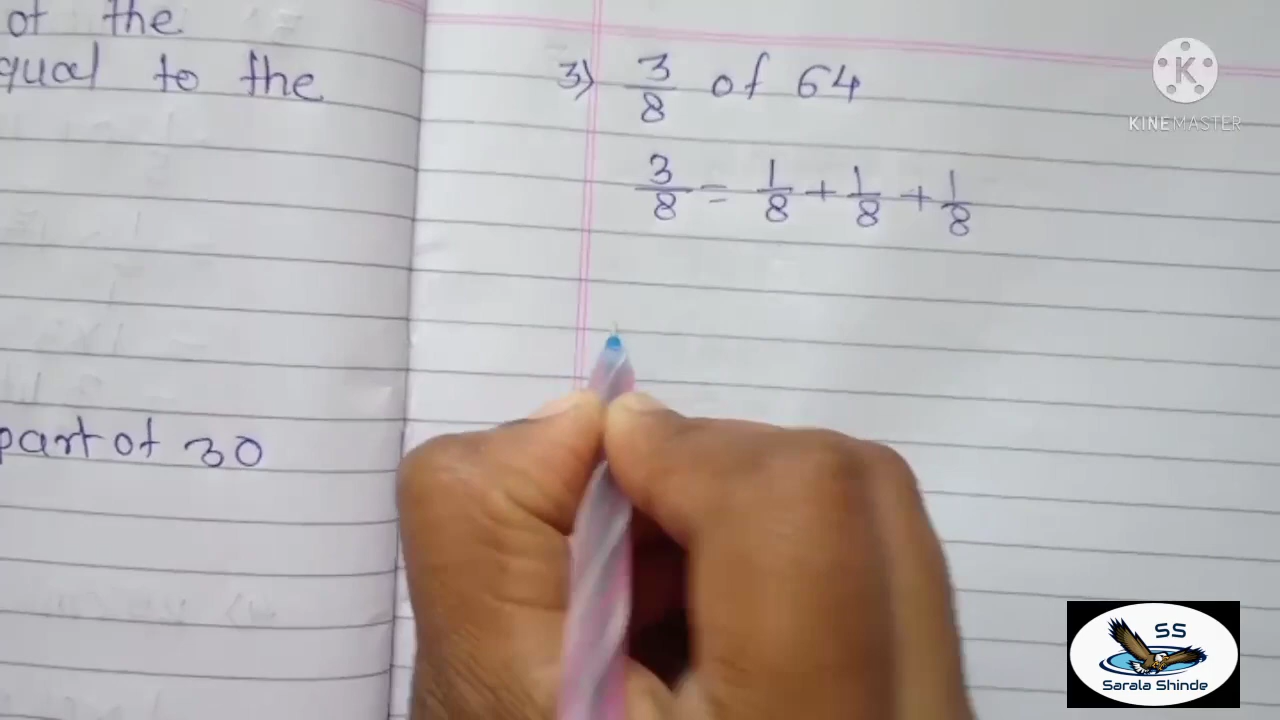 of the
qual to the
part of 30
3) 3/8 of 64
3/8 = 1/8 + 1/8 + 1/8
KINEMASTER
SS
Sarala Shinde